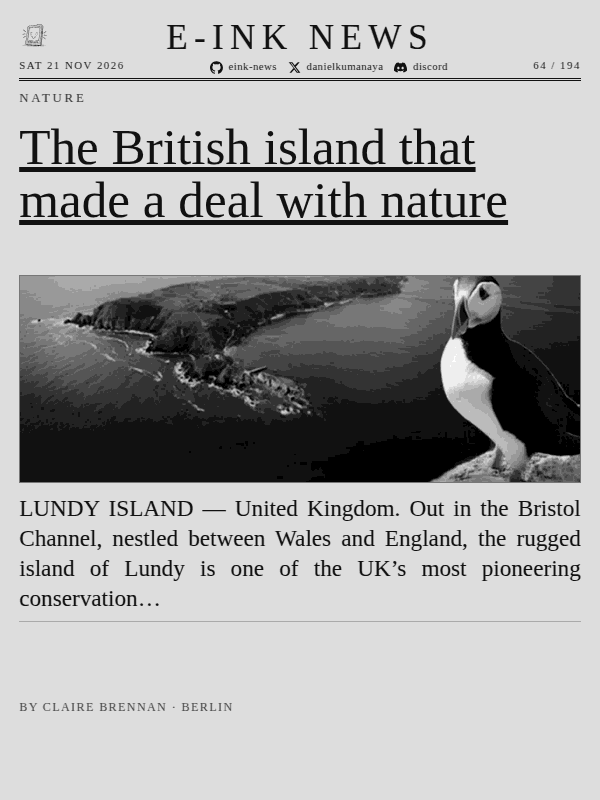 E-INK NEWS
SAT 21 NOV 2026
eink-news danielkumanaya discord
64 / 194
NATURE
The British island that
made a deal with nature
LUNDY ISLAND — United Kingdom. Out in the Bristol
Channel, nestled between Wales and England, the rugged
island of Lundy is one of the UK’s most pioneering
conservation…
BY CLAIRE BRENNAN · BERLIN